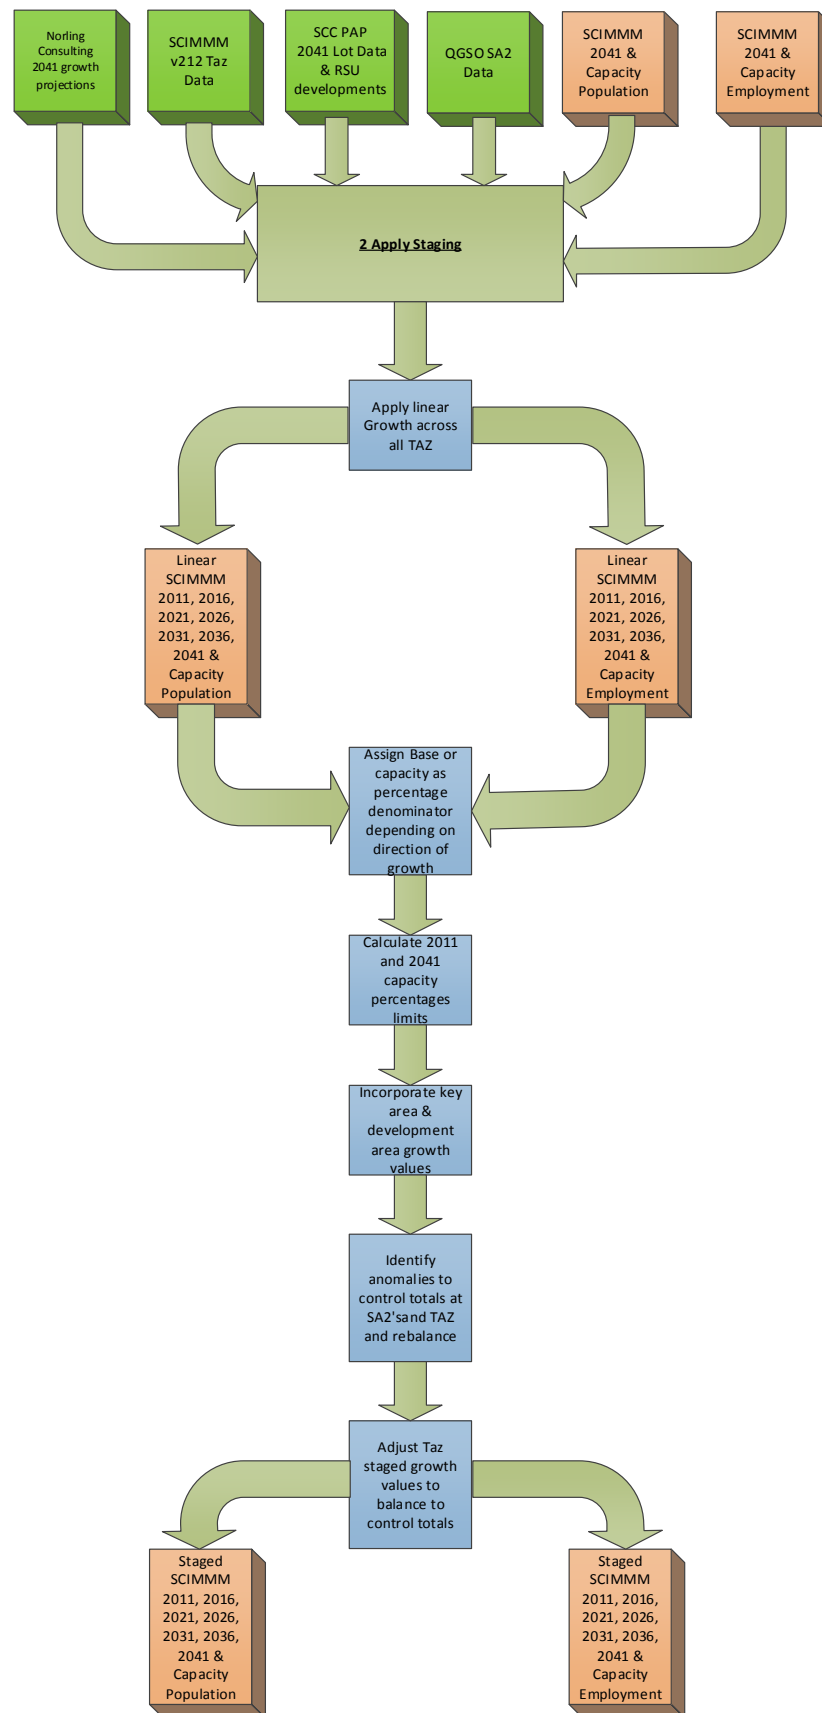 Norling
Consulting
2041 growth
projections
SCIMMM
v212 Taz
Data
SCC PAP
2041 Lot Data
& RSU
developments
QGSO SA2
Data
SCIMMM
2041 &
Capacity
Population
SCIMMM
2041 &
Capacity
Employment
2 Apply Staging
Apply linear
Growth across
all TAZ
Linear
SCIMMM
2011, 2016,
2021, 2026,
2031, 2036,
2041 &
Capacity
Population
Linear
SCIMMM
2011, 2016,
2021, 2026,
2031, 2036,
2041 &
Capacity
Employment
Assign Base or
capacity as
percentage
denominator
depending on
direction of
growth
Calculate 2011
and 2041
capacity
percentages
limits
Incorporate key
area &
development
area growth
values
Identify
anomalies to
control totals at
SA2'sand TAZ
and rebalance
Adjust Taz
staged growth
values to
balance to
control totals
Staged
SCIMMM
2011, 2016,
2021, 2026,
2031, 2036,
2041 &
Capacity
Population
Staged
SCIMMM
2011, 2016,
2021, 2026,
2031, 2036,
2041 &
Capacity
Employment